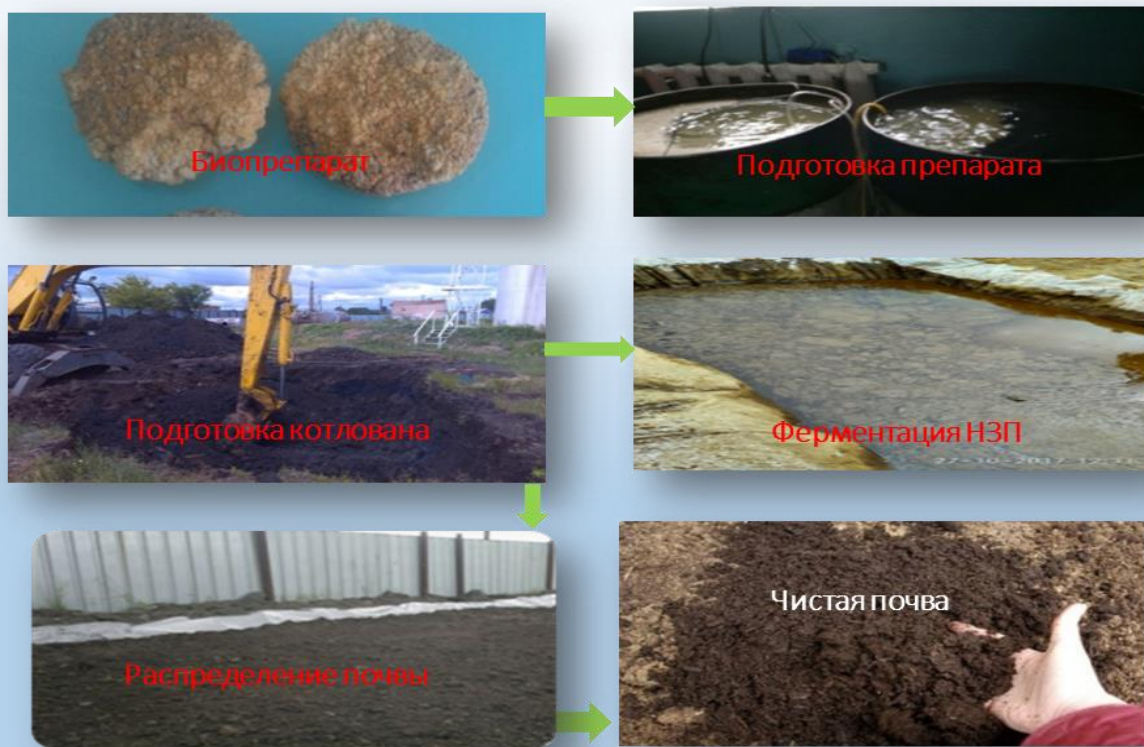 Биопрепарат
Подготовка препарата
Подготовка котлована
Ферментация НЗП
Распределение почвы
Чистая почва